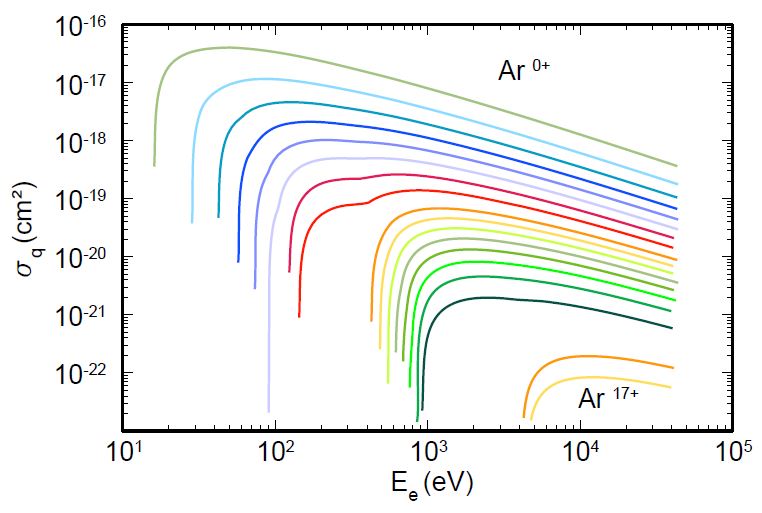 10⁻¹⁶
10⁻¹⁷
10⁻¹⁸
10⁻¹⁹
10⁻²⁰
10⁻²¹
10⁻²²
σq (cm²)
Ar 0+
Ar 17+
10¹ 10² 10³ 10⁴ 10⁵
Ee (eV)